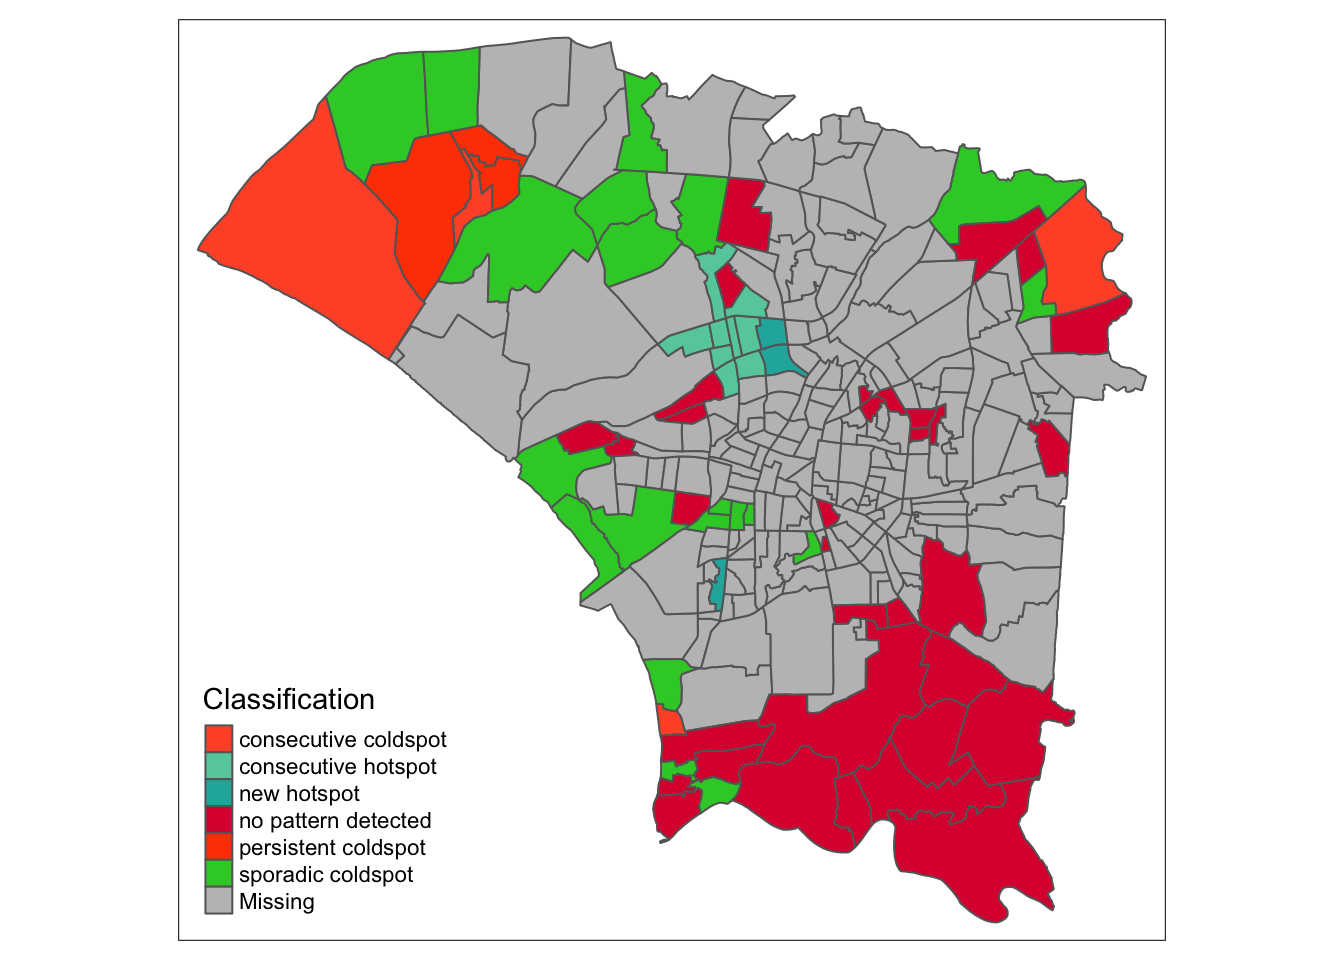 Classification
consecutive coldspot
consecutive hotspot
new hotspot
no pattern detected
persistent coldspot
sporadic coldspot
Missing